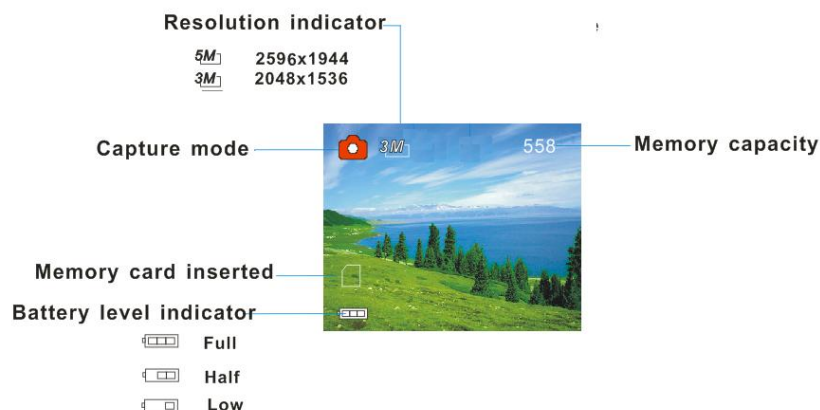 Resolution indicator
5M 2596x1944
3M 2048x1536
Capture mode
3M
558
Memory capacity
Memory card inserted
Battery level indicator
Full
Half
Low